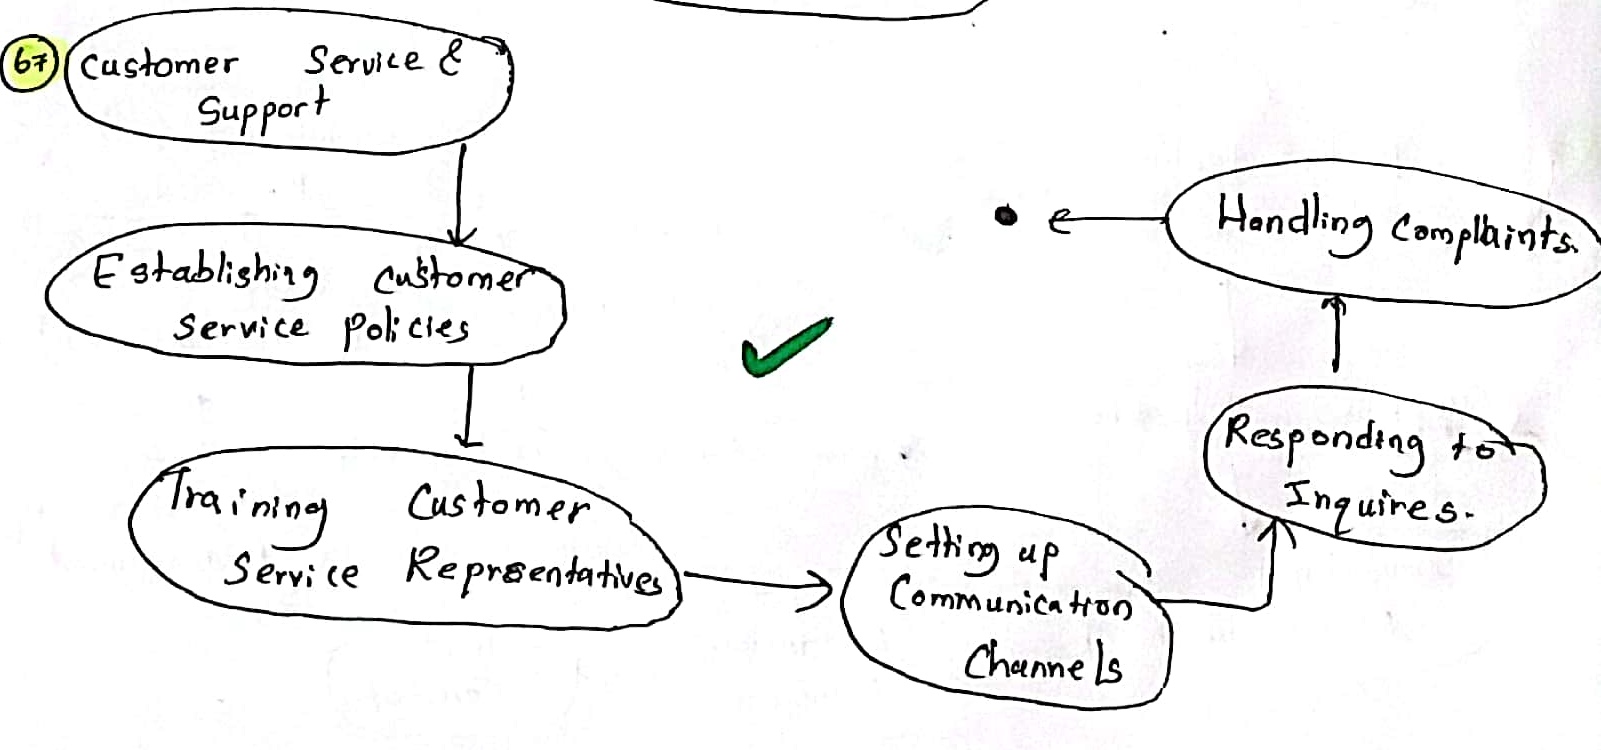 67
Customer Service &
Support
Establishing Customer
Service Policies
Training Customer
Service Representatives
Setting up
Communication
Channels
Responding to
Inquires.
Handling Complaints.